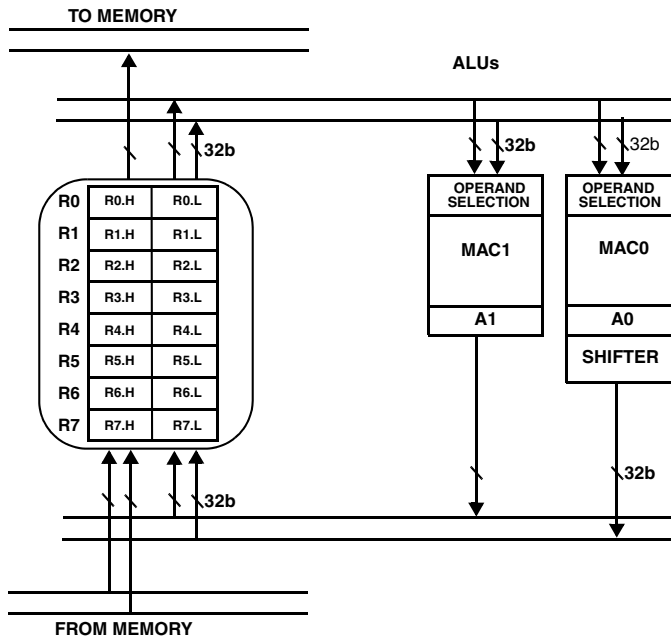 TO MEMORY
ALUs
32b
32b
32b
R0 R0.H R0.L
R1 R1.H R1.L
R2 R2.H R2.L
R3 R3.H R3.L
R4 R4.H R4.L
R5 R5.H R5.L
R6 R6.H R6.L
R7 R7.H R7.L
OPERAND
SELECTION
MAC1
A1
OPERAND
SELECTION
MAC0
A0
SHIFTER
32b
32b
FROM MEMORY